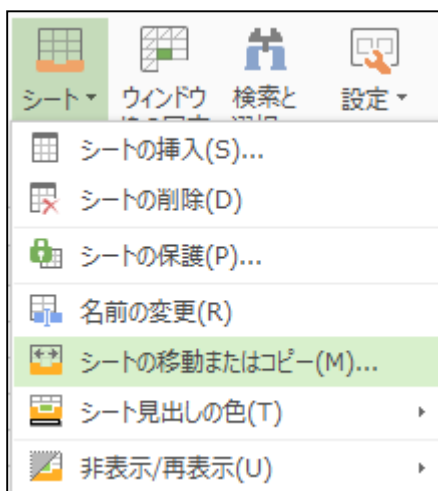 シート
ウィンドウ
検索と
設定
シートの挿入(S)...
シートの削除(D)
シートの保護(P)...
名前の変更(R)
シートの移動またはコピー(M)...
シート見出しの色(T)
非表示/再表示(U)